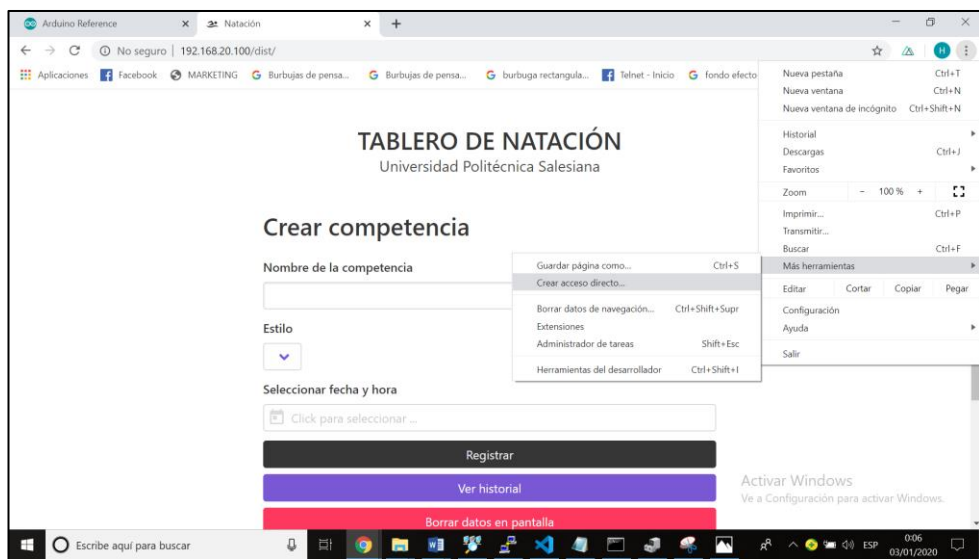 Arduino Reference
Natación
No seguro | 192.168.20.100/dist/
H
Aplicaciones
Facebook
MARKETING
Burbujas de pensa...
Burbujas de pensa...
burbuga rectangula...
Telnet - Inicio
fondo efecto
TABLERO DE NATACIÓN
Universidad Politécnica Salesiana
Crear competencia
Nombre de la competencia
Estilo
Seleccionar fecha y hora
Click para seleccionar ...
Registrar
Ver historial
Borrar datos en pantalla
Nueva pestaña Ctrl+T
Nueva ventana Ctrl+N
Nueva ventana de incógnito Ctrl+Shift+N
Historial
Descargas Ctrl+J
Favoritos
Zoom - 100 % +
Imprimir... Ctrl+P
Transmitir...
Buscar Ctrl+F
Más herramientas
Editar Cortar Copiar Pegar
Configuración
Ayuda
Salir
Guardar página como... Ctrl+S
Crear acceso directo...
Borrar datos de navegación... Ctrl+Shift+Supr
Extensiones
Administrador de tareas Shift+Esc
Herramientas del desarrollador Ctrl+Shift+I
Activar Windows
Ve a Configuración para activar Windows.
Escribe aquí para buscar
ESP
0:06
03/01/2020